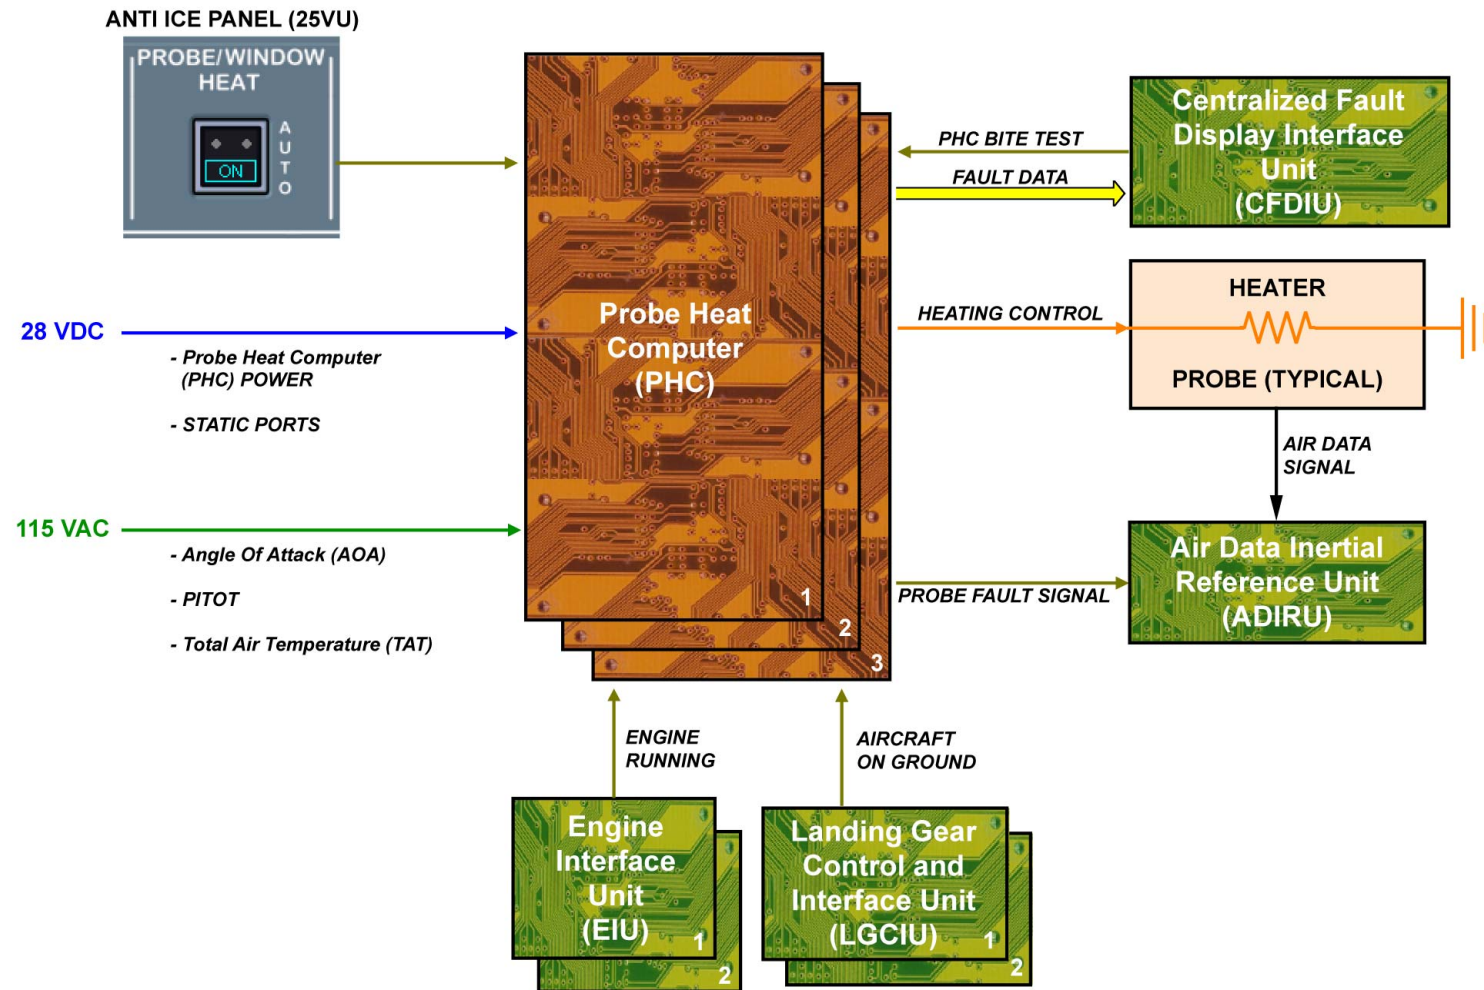 ANTI ICE PANEL (25VU)
PROBE/WINDOW
HEAT
AUTO
ON
28 VDC
- Probe Heat Computer
(PHC) POWER
- STATIC PORTS
115 VAC
- Angle Of Attack (AOA)
- PITOT
- Total Air Temperature (TAT)
Probe Heat
Computer
(PHC)
1
2
3
PHC BITE TEST
FAULT DATA
Centralized Fault
Display Interface
Unit
(CFDIU)
HEATING CONTROL
HEATER
PROBE (TYPICAL)
AIR DATA
SIGNAL
PROBE FAULT SIGNAL
Air Data Inertial
Reference Unit
(ADIRU)
ENGINE
RUNNING
AIRCRAFT
ON GROUND
Engine
Interface
Unit
(EIU)
1
2
Landing Gear
Control and
Interface Unit
(LGCIU)
1
2